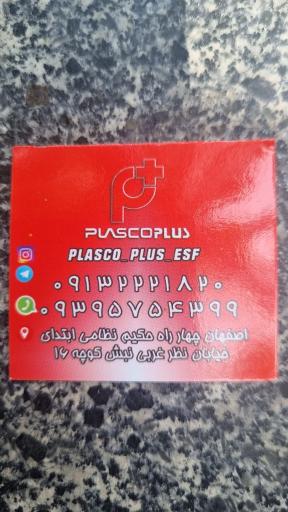 PLASCOPLUS
PLASCO_PLUS_ESF
۰۹۱۳۲۲۲۱۸۲۰
۰۹۳۹۵۷۵۴۳۹۹
اصفهان چهار راه حکیم نظامی ابتدای
خیابان نظر غربی نبش کوچه ۱۶